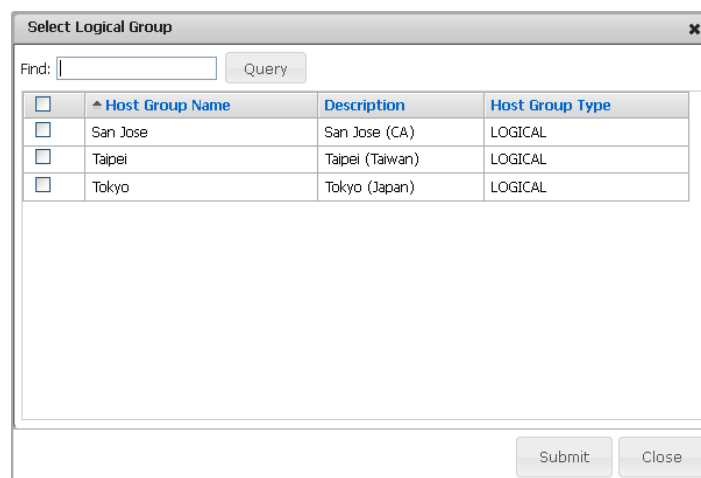 Select Logical Group
Find: Query
Host Group Name Description Host Group Type
San Jose San Jose (CA) LOGICAL
Taipei Taipei (Taiwan) LOGICAL
Tokyo Tokyo (Japan) LOGICAL
Submit Close